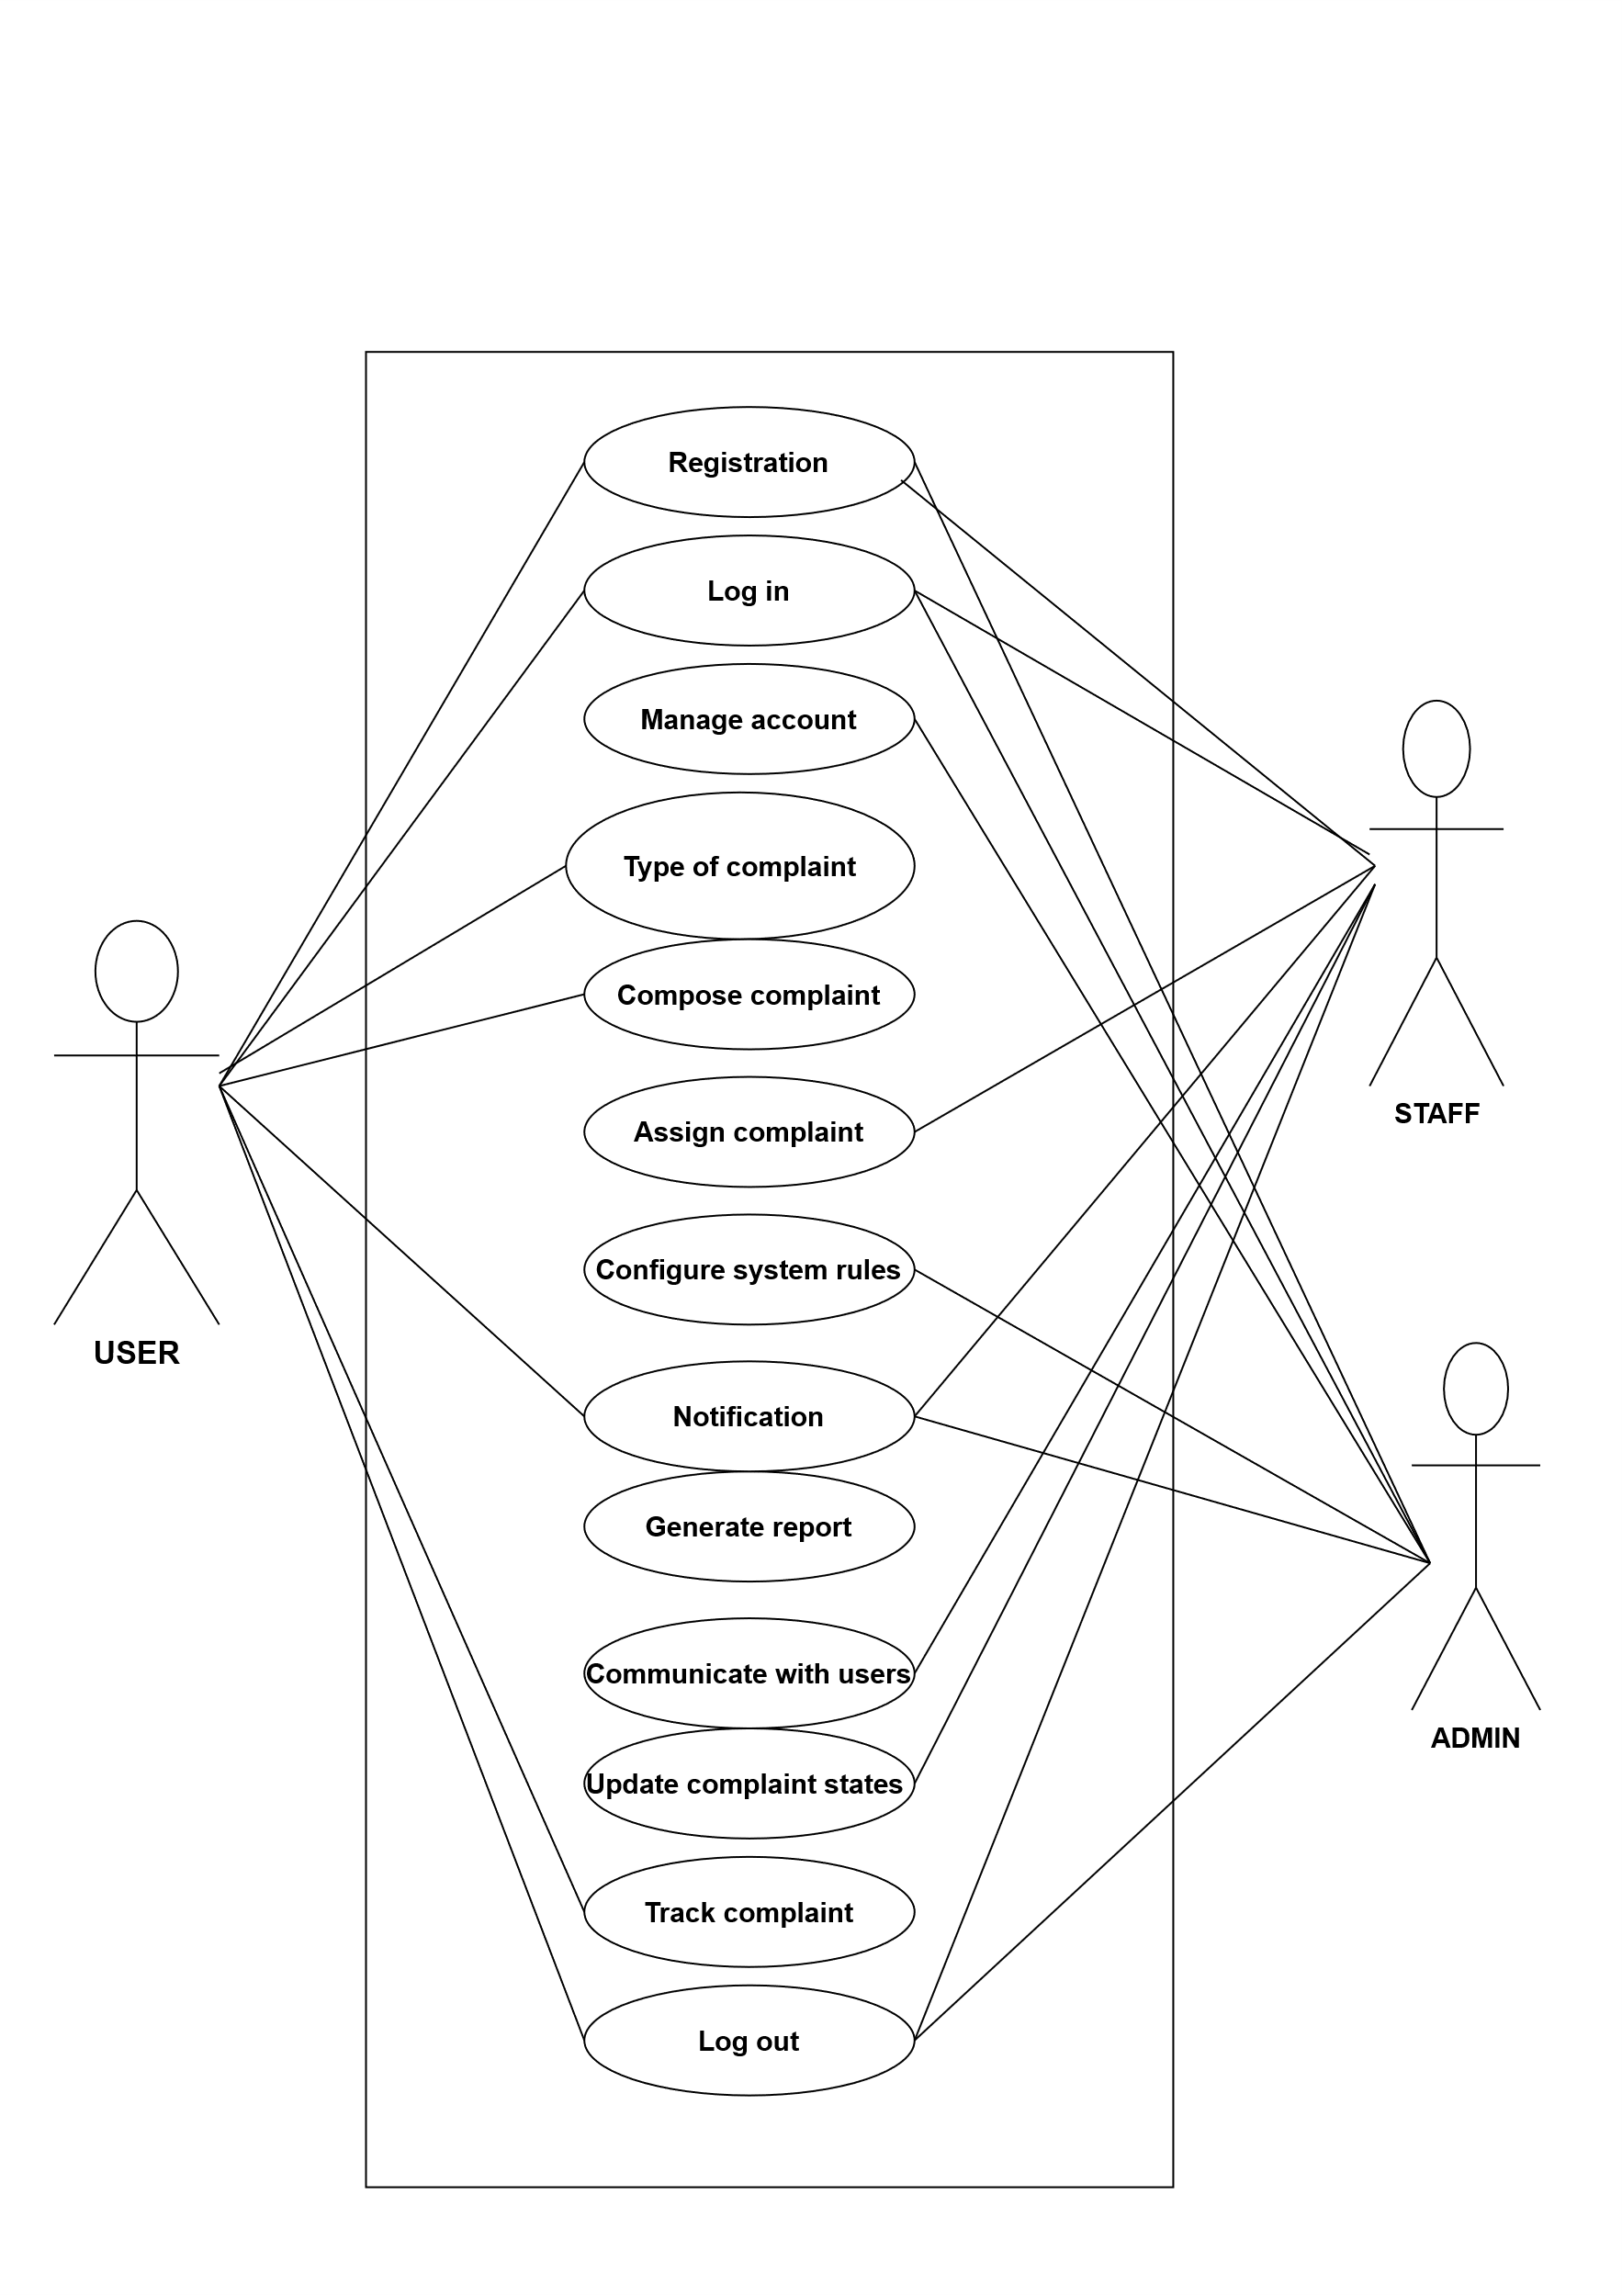 Registration
Log in
Manage account
Type of complaint
Compose complaint
Assign complaint
STAFF
Configure system rules
USER
Notification
Generate report
Communicate with users
ADMIN
Update complaint states
Track complaint
Log out